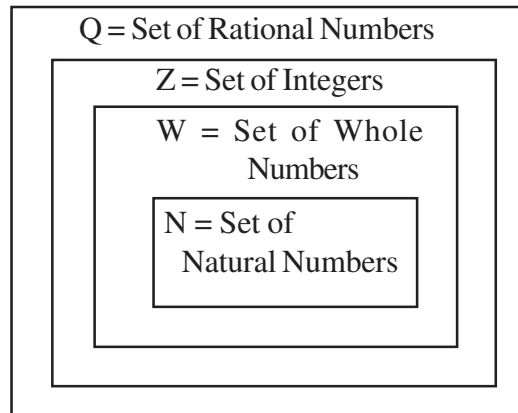 Q = Set of Rational Numbers
Z = Set of Integers
W = Set of Whole
Numbers
N = Set of
Natural Numbers